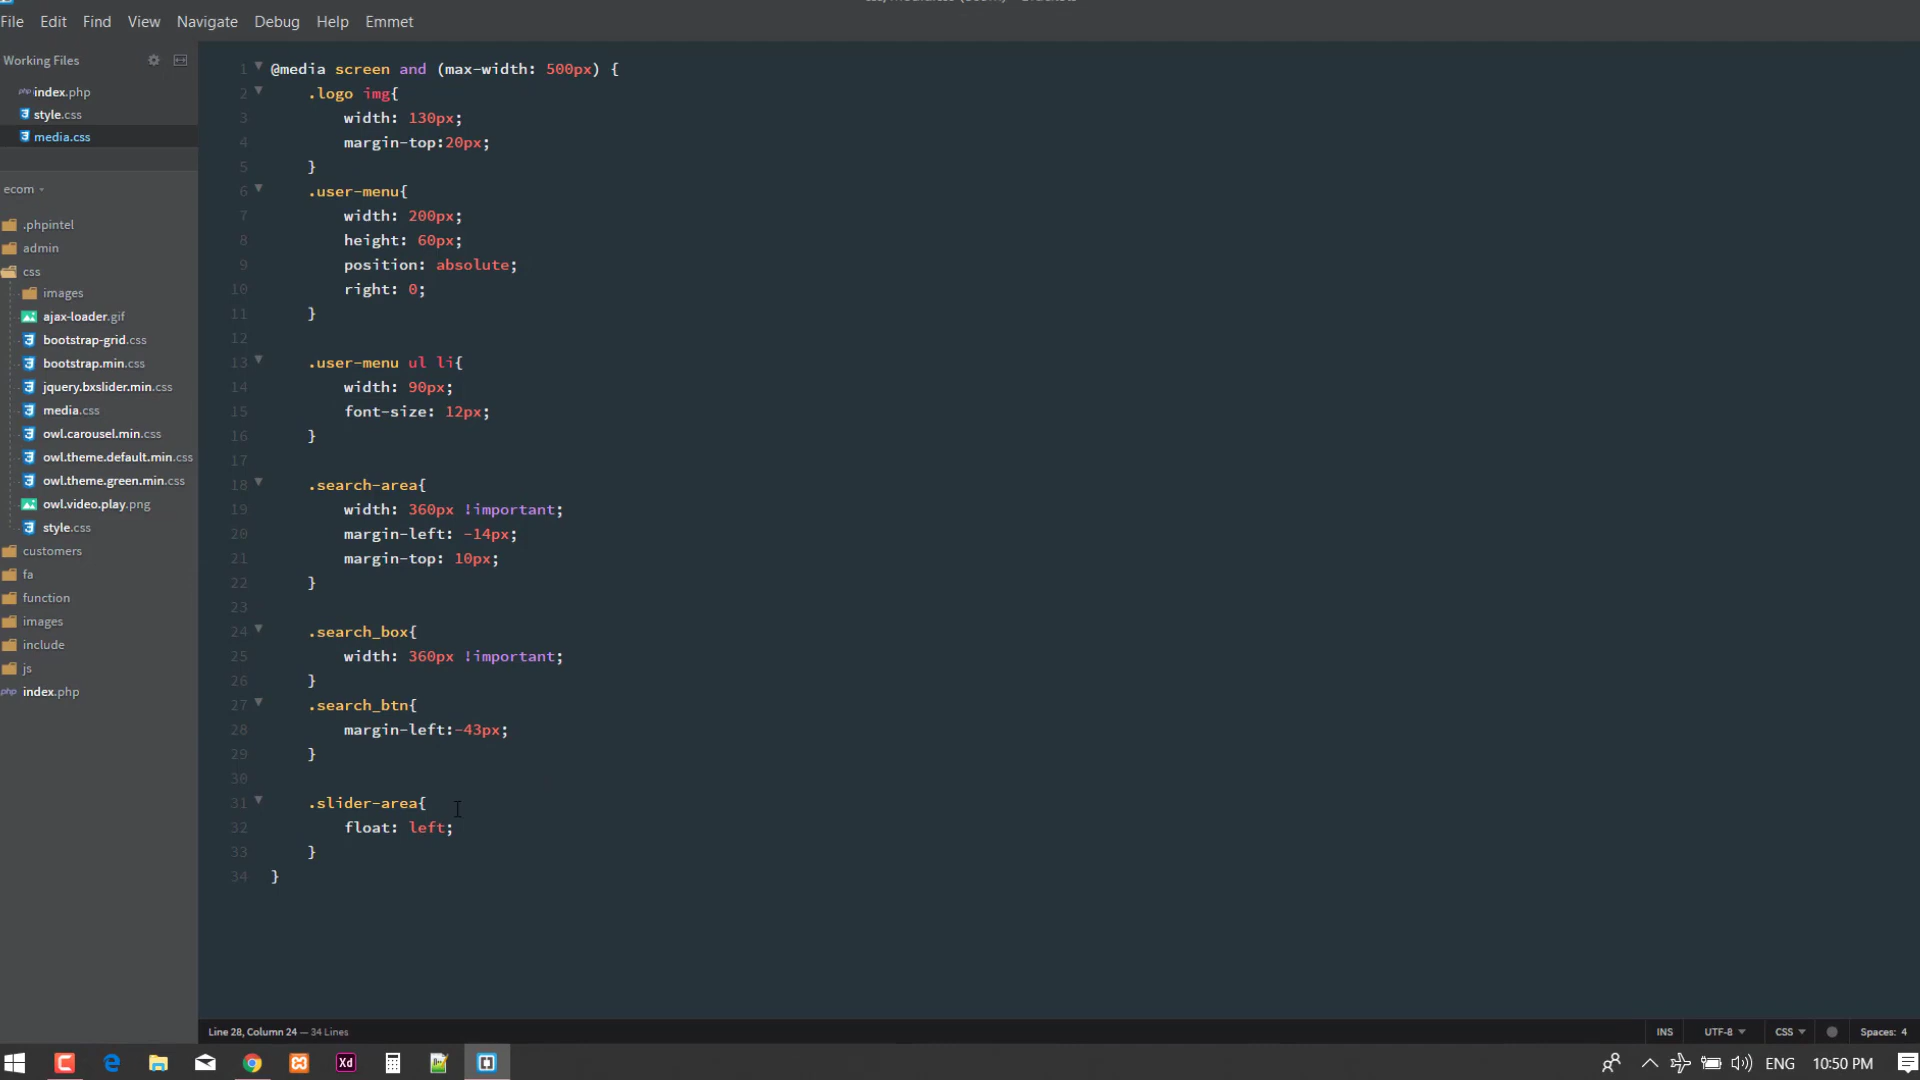 File Edit Find View Navigate Debug Help Emmet
Working Files
php index.php
style.css
media.css
ecom
.phpintel
admin
css
images
ajax-loader.gif
bootstrap-grid.css
bootstrap.min.css
jquery.bxslider.min.css
media.css
owl.carousel.min.css
owl.theme.default.min.css
owl.theme.green.min.css
owl.video.play.png
style.css
customers
fa
function
images
include
js
php index.php
1 @media screen and (max-width: 500px) {
2 .logo img{
3 width: 130px;
4 margin-top:20px;
5 }
6 .user-menu{
7 width: 200px;
8 height: 60px;
9 position: absolute;
10 right: 0;
11 }
12
13 .user-menu ul li{
14 width: 90px;
15 font-size: 12px;
16 }
17
18 .search-area{
19 width: 360px !important;
20 margin-left: -14px;
21 margin-top: 10px;
22 }
23
24 .search_box{
25 width: 360px !important;
26 }
27 .search_btn{
28 margin-left:-43px;
29 }
30
31 .slider-area{
32 float: left;
33 }
34 }
Line 28, Column 24 — 34 Lines
INS UTF-8 CSS Spaces: 4
Xd
ENG 10:50 PM